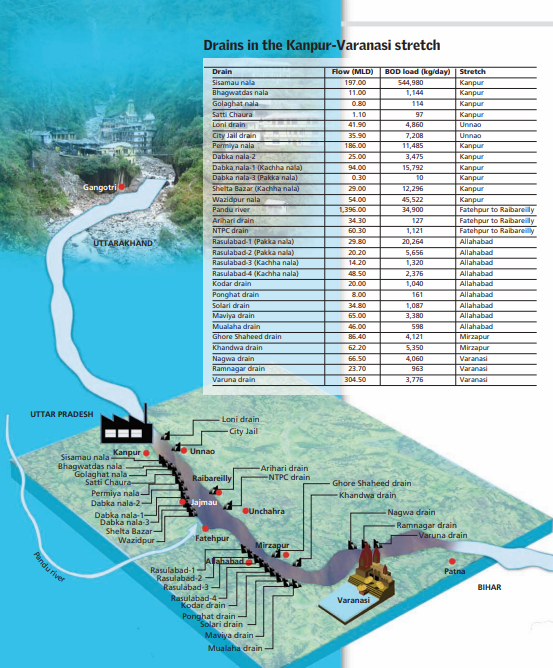 Drains in the Kanpur-Varanasi stretch
Drain Flow (MLD) BOD load (kg/day) Stretch
Sisamau nala 197.00 544,980 Kanpur
Bhagwatdas nala 11.00 1,144 Kanpur
Golaghat nala 0.80 114 Kanpur
Satti Chaura 1.10 97 Kanpur
Loni drain 41.90 4,860 Unnao
City Jail drain 35.90 7,208 Unnao
Permiya nala 186.00 11,485 Kanpur
Dabka nala-2 25.00 3,475 Kanpur
Dabka nala-1 (Kachha nala) 94.00 15,792 Kanpur
Dabka nala-3 (Pakka nala) 0.30 10 Kanpur
Shelta Bazar (Kachha nala) 29.00 12,296 Kanpur
Wazidpur nala 54.00 45,522 Kanpur
Pandu river 1,396.00 34,900 Fatehpur to Raibareilly
Arihari drain 34.30 127 Fatehpur to Raibareilly
NTPC drain 60.30 1,121 Fatehpur to Raibareilly
Rasulabad-1 (Pakka nala) 29.80 20,264 Allahabad
Rasulabad-2 (Pakka nala) 20.20 5,656 Allahabad
Rasulabad-3 (Kachha nala) 14.20 1,320 Allahabad
Rasulabad-4 (Kachha nala) 48.50 2,376 Allahabad
Kodar drain 20.00 1,040 Allahabad
Ponghat drain 8.00 161 Allahabad
Solari drain 34.80 1,087 Allahabad
Maviya drain 65.00 3,380 Allahabad
Mualaha drain 46.00 598 Allahabad
Ghore Shaheed drain 86.40 4,121 Mirzapur
Khandwa drain 62.20 5,350 Mirzapur
Nagwa drain 66.50 4,060 Varanasi
Ramnagar drain 23.70 963 Varanasi
Varuna drain 304.50 3,776 Varanasi
Gangotri
UTTARAKHAND
UTTAR PRADESH
Loni drain
City Jail
Kanpur
Unnao
Sisamau nala
Bhagwatdas nala
Golaghat nala
Satti Chaura
Permiya nala
Dabka nala-2
Dabka nala-1
Dabka nala-3
Shelta Bazar
Wazidpur
Raibareilly
Arihari drain
NTPC drain
Jajmau
Unchahra
Ghore Shaheed drain
Khandwa drain
Nagwa drain
Ramnagar drain
Varuna drain
Fatehpur
Mirzapur
Allahabad
Pandu river
Rasulabad-1
Rasulabad-2
Rasulabad-3
Rasulabad-4
Kodar drain
Ponghat drain
Solari drain
Maviya drain
Mualaha drain
Varanasi
Patna
BIHAR